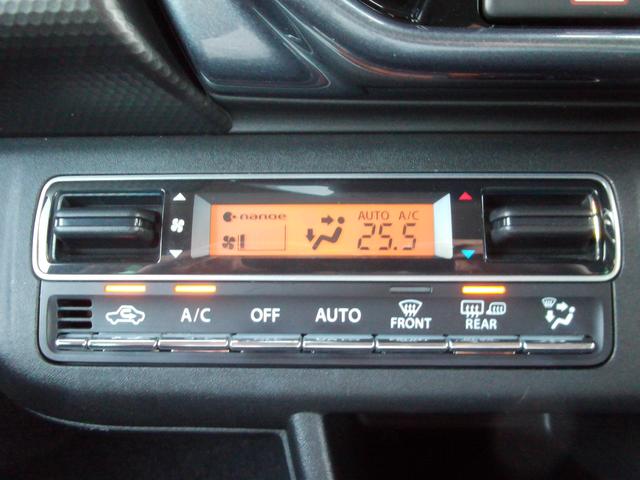 nanoe
AUTO A/C
25.5
A/C
OFF
AUTO
FRONT
REAR